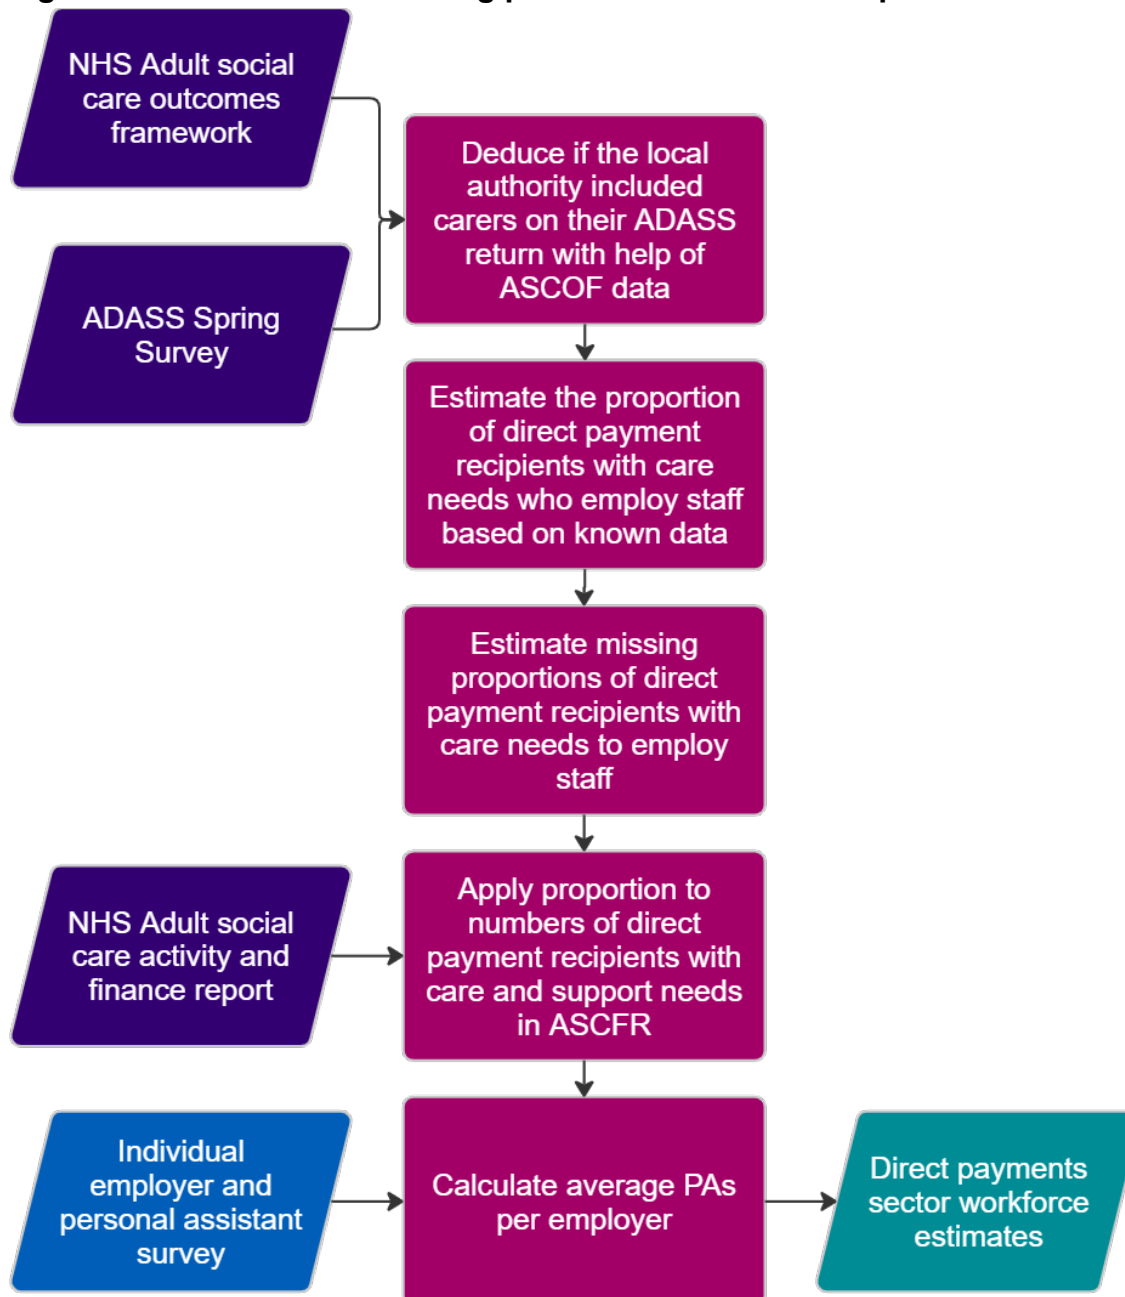 NHS Adult social
care outcomes
framework
Deduce if the local
authority included
carers on their ADASS
return with help of
ASCOF data
ADASS Spring
Survey
Estimate the proportion
of direct payment
recipients with care
needs who employ staff
based on known data
Estimate missing
proportions of direct
payment recipients with
care needs to employ
staff
NHS Adult social
care activity and
finance report
Apply proportion to
numbers of direct
payment recipients with
care and support needs
in ASCFR
Individual
employer and
personal assistant
survey
Calculate average PAs
per employer
Direct payments
sector workforce
estimates